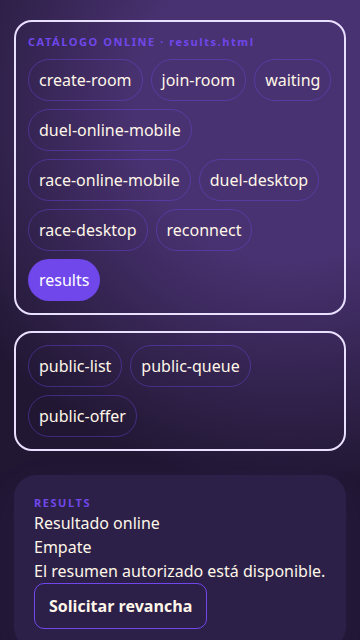 CATÁLOGO ONLINE · results.html
create-room join-room waiting
duel-online-mobile
race-online-mobile duel-desktop
race-desktop reconnect
results
public-list public-queue
public-offer
RESULTS
Resultado online
Empate
El resumen autorizado está disponible.
Solicitar revancha